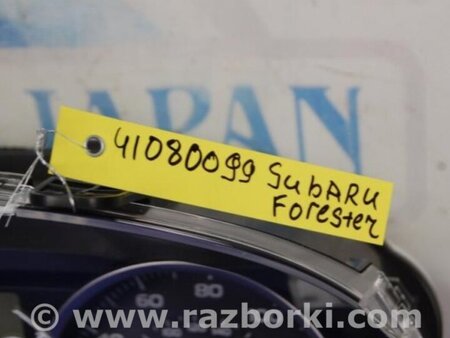 JAPAN
41080099 SubARU
Forester
60
80
www.razborki.com